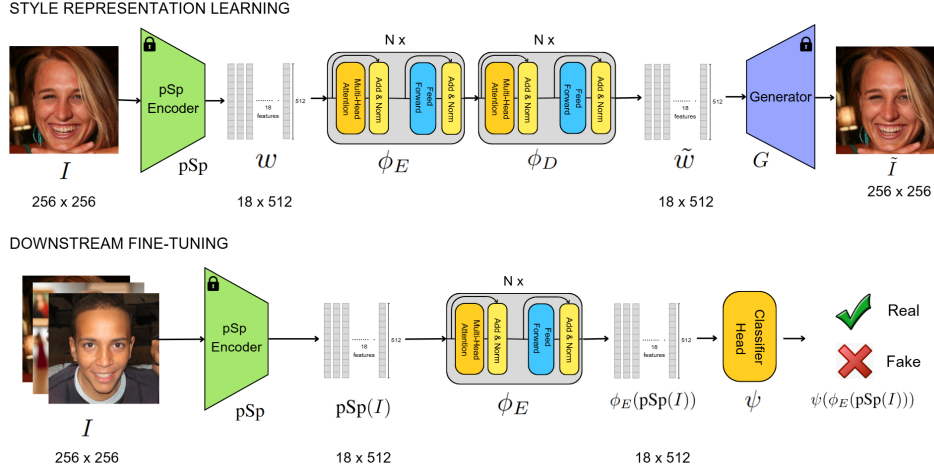 STYLE REPRESENTATION LEARNING
N x
N x
pSp
Encoder
Multi-Head
Attention
Add & Norm
Feed
Forward
Add & Norm
Multi-Head
Attention
Add & Norm
Feed
Forward
Add & Norm
Generator
18
features
512
18
features
512
I
pSp
w
ϕ_E
ϕ_D
w̃
G
Ĩ
256 x 256
18 x 512
18 x 512
256 x 256
DOWNSTREAM FINE-TUNING
N x
pSp
Encoder
18
features
512
Multi-Head
Attention
Add & Norm
Feed
Forward
Add & Norm
18
features
512
Classifier
Head
Real
Fake
I
pSp
pSp(I)
ϕ_E
ϕ_E(pSp(I))
ψ
ψ(ϕ_E(pSp(I)))
256 x 256
18 x 512
18 x 512